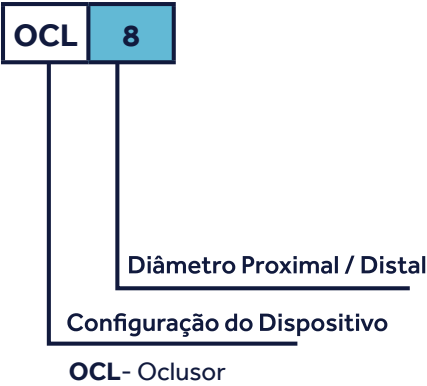 OCL 8
Diâmetro Proximal / Distal
Configuração do Dispositivo
OCL- Oclusor